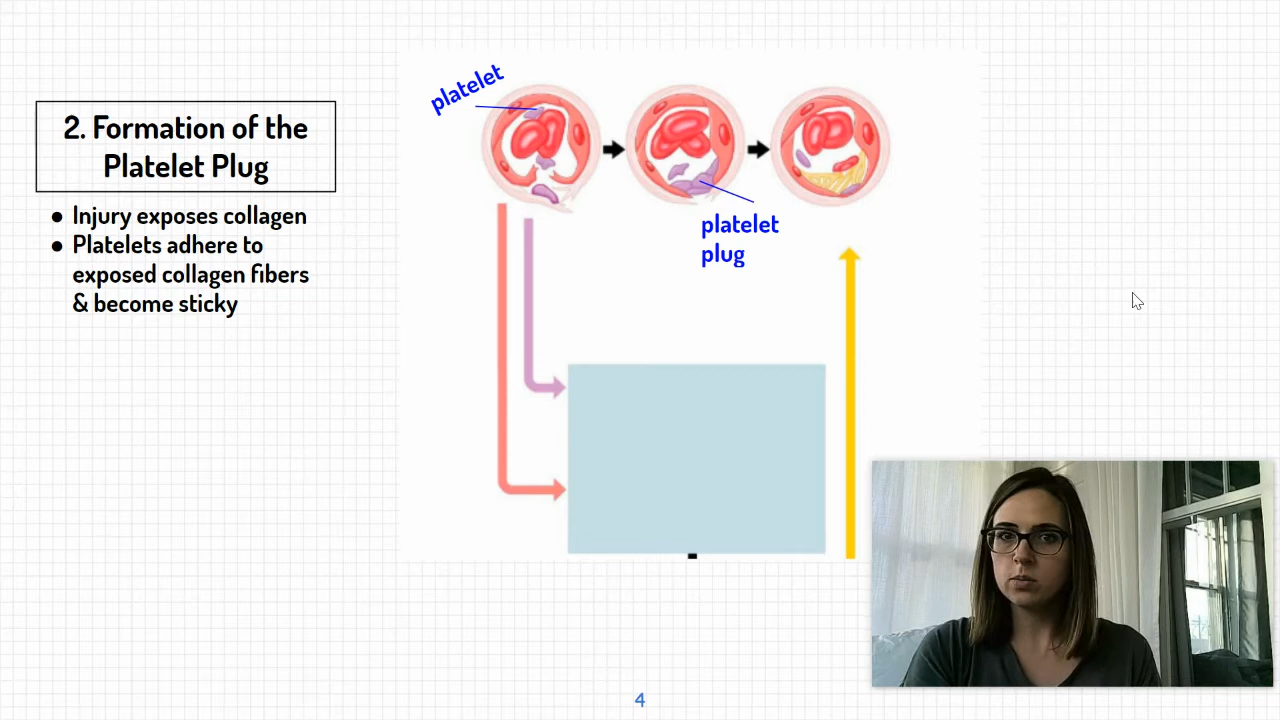 2. Formation of the
Platelet Plug
● Injury exposes collagen
● Platelets adhere to
exposed collagen fibers
& become sticky
platelet
platelet
plug
4